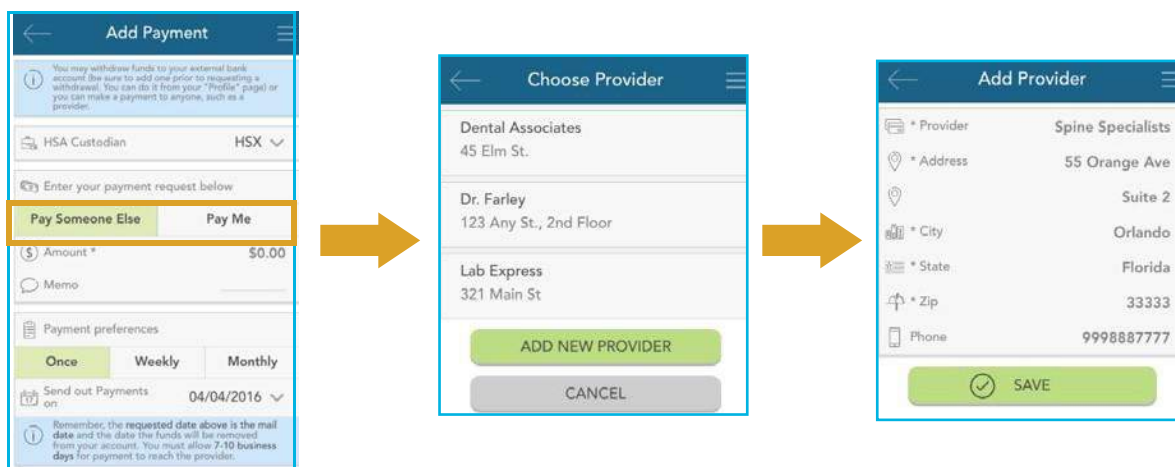 Add Payment
You may withdraw funds to your external bank
account (be sure to add one prior to requesting a
withdrawal. You can do it from your "Profile" page) or
you can make a payment to anyone, such as a
provider.
HSA Custodian HSX
Enter your payment request below
Pay Someone Else Pay Me
Amount * $0.00
Memo
Payment preferences
Once Weekly Monthly
Send out Payments
on 04/04/2016
Remember, the requested date above is the mail
date and the date the funds will be removed
from your account. You must allow 7-10 business
days for payment to reach the provider.
Choose Provider
Dental Associates
45 Elm St.
Dr. Farley
123 Any St., 2nd Floor
Lab Express
321 Main St
ADD NEW PROVIDER
CANCEL
Add Provider
* Provider Spine Specialists
* Address 55 Orange Ave
Suite 2
* City Orlando
* State Florida
* Zip 33333
Phone 9998887777
SAVE